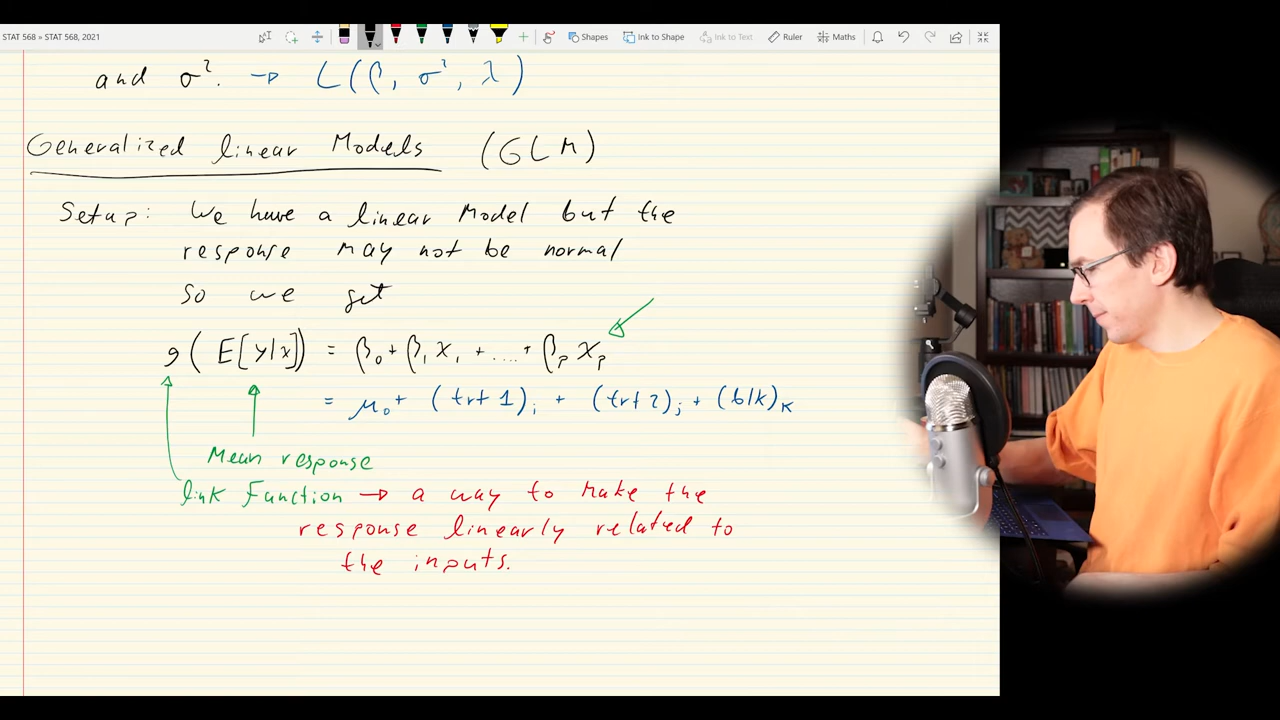 STAT 568 » STAT 568, 2021
Shapes Ink to Shape Ink to Text Ruler Maths
and σ². → L(β, σ², λ)
Generalized linear Models (GLM)
Setup: We have a linear Model but the
response may not be normal
So we get
g(E[y|x]) = β₀ + β₁x₁ + .... + βₚxₚ
= μ₀ + (trt 1)ᵢ + (trt 2)ⱼ + (blk)ₖ
Mean response
link Function → a way to make the
response linearly related to
the inputs.